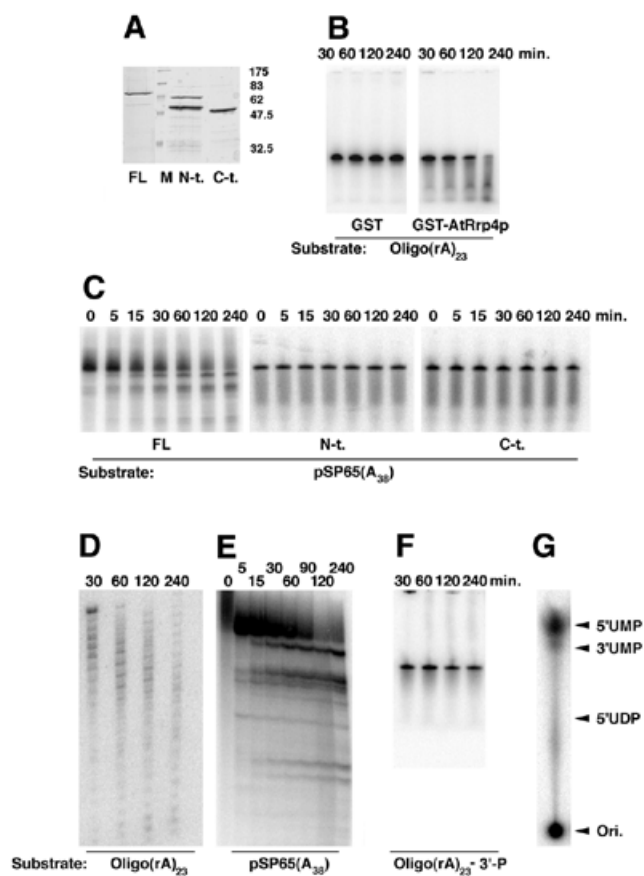 A
175
83
62
47.5
32.5
FL M N-t. C-t.
B
30 60 120 240 30 60 120 240 min.
GST GST-AtRrp4p
Substrate: Oligo(rA)23
C
0 5 15 30 60 120 240 0 5 15 30 60 120 240 0 5 15 30 60 120 240 min.
FL N-t. C-t.
Substrate: pSP65(A38)
D
30 60 120 240
E
5 30 90 240
0 15 60 120
F
30 60 120 240 min.
G
5'UMP
3'UMP
5'UDP
Ori.
Substrate: Oligo(rA)23 pSP65(A38) Oligo(rA)23- 3'-P